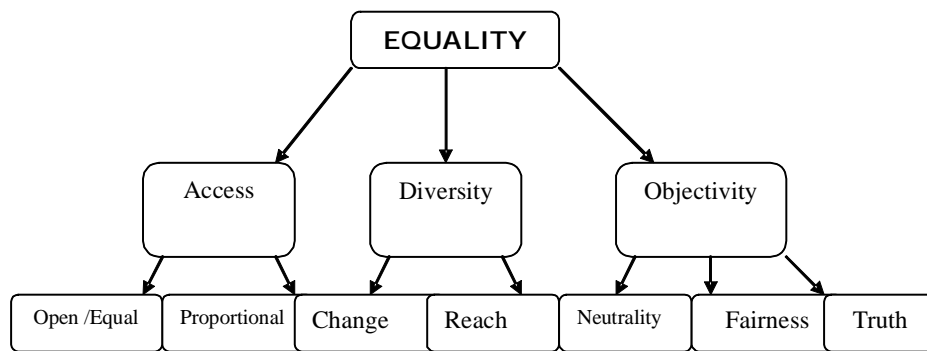 EQUALITY
Access
Diversity
Objectivity
Open /Equal
Proportional
Change
Reach
Neutrality
Fairness
Truth